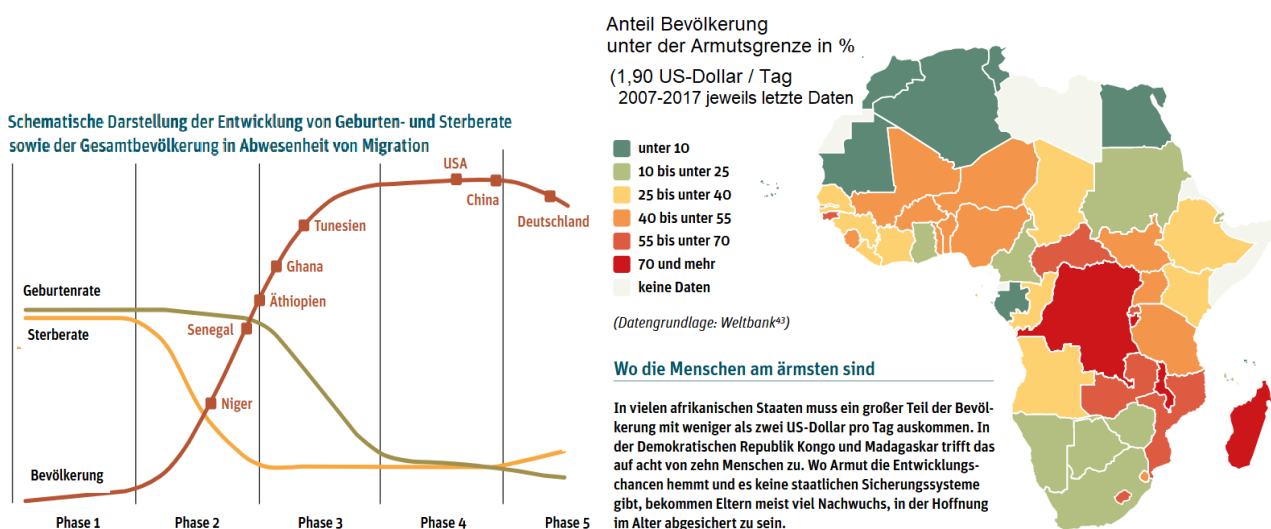 Schematische Darstellung der Entwicklung von Geburten- und Sterberate
sowie der Gesamtbevölkerung in Abwesenheit von Migration
USA
China
Deutschland
Tunesien
Ghana
Äthiopien
Senegal
Niger
Geburtenrate
Sterberate
Bevölkerung
Phase 1
Phase 2
Phase 3
Phase 4
Phase 5
Anteil Bevölkerung
unter der Armutsgrenze in %
(1,90 US-Dollar / Tag
2007-2017 jeweils letzte Daten
unter 10
10 bis unter 25
25 bis unter 40
40 bis unter 55
55 bis unter 70
70 und mehr
keine Daten
(Datengrundlage: Weltbank⁴³)
Wo die Menschen am ärmsten sind
In vielen afrikanischen Staaten muss ein großer Teil der Bevöl-
kerung mit weniger als zwei US-Dollar pro Tag auskommen. In
der Demokratischen Republik Kongo und Madagaskar trifft das
auf acht von zehn Menschen zu. Wo Armut die Entwicklungs-
chancen hemmt und es keine staatlichen Sicherungssysteme
gibt, bekommen Eltern meist viel Nachwuchs, in der Hoffnung
im Alter abgesichert zu sein.